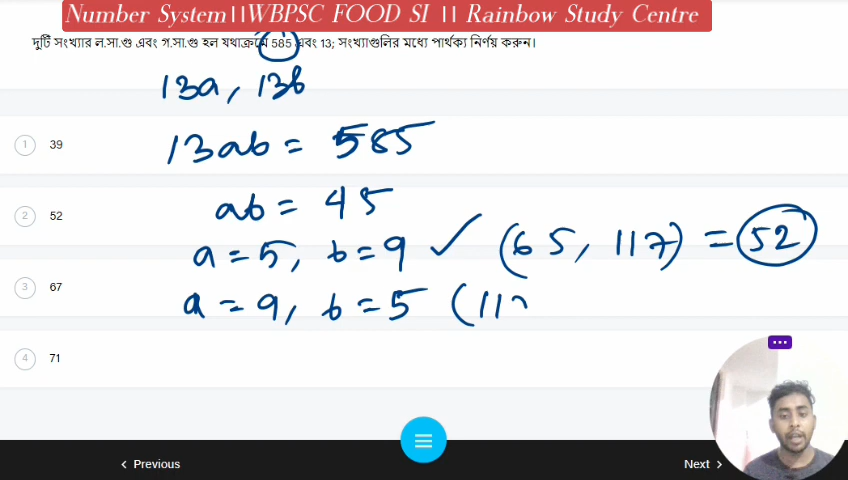 Number System||WBPSC FOOD SI || Rainbow Study Centre
দুটি সংখ্যার ল.সা.গু এবং গ.সা.গু হল যথাক্রমে 585 এবং 13; সংখ্যাগুলির মধ্যে পার্থক্য নির্ণয় করুন।
13a, 13b
1 39
13ab = 585
2 52
ab = 45
a = 5, b = 9 ✓ (65, 117) = 52
3 67
a = 9, b = 5 (11
4 71
< Previous
Next >